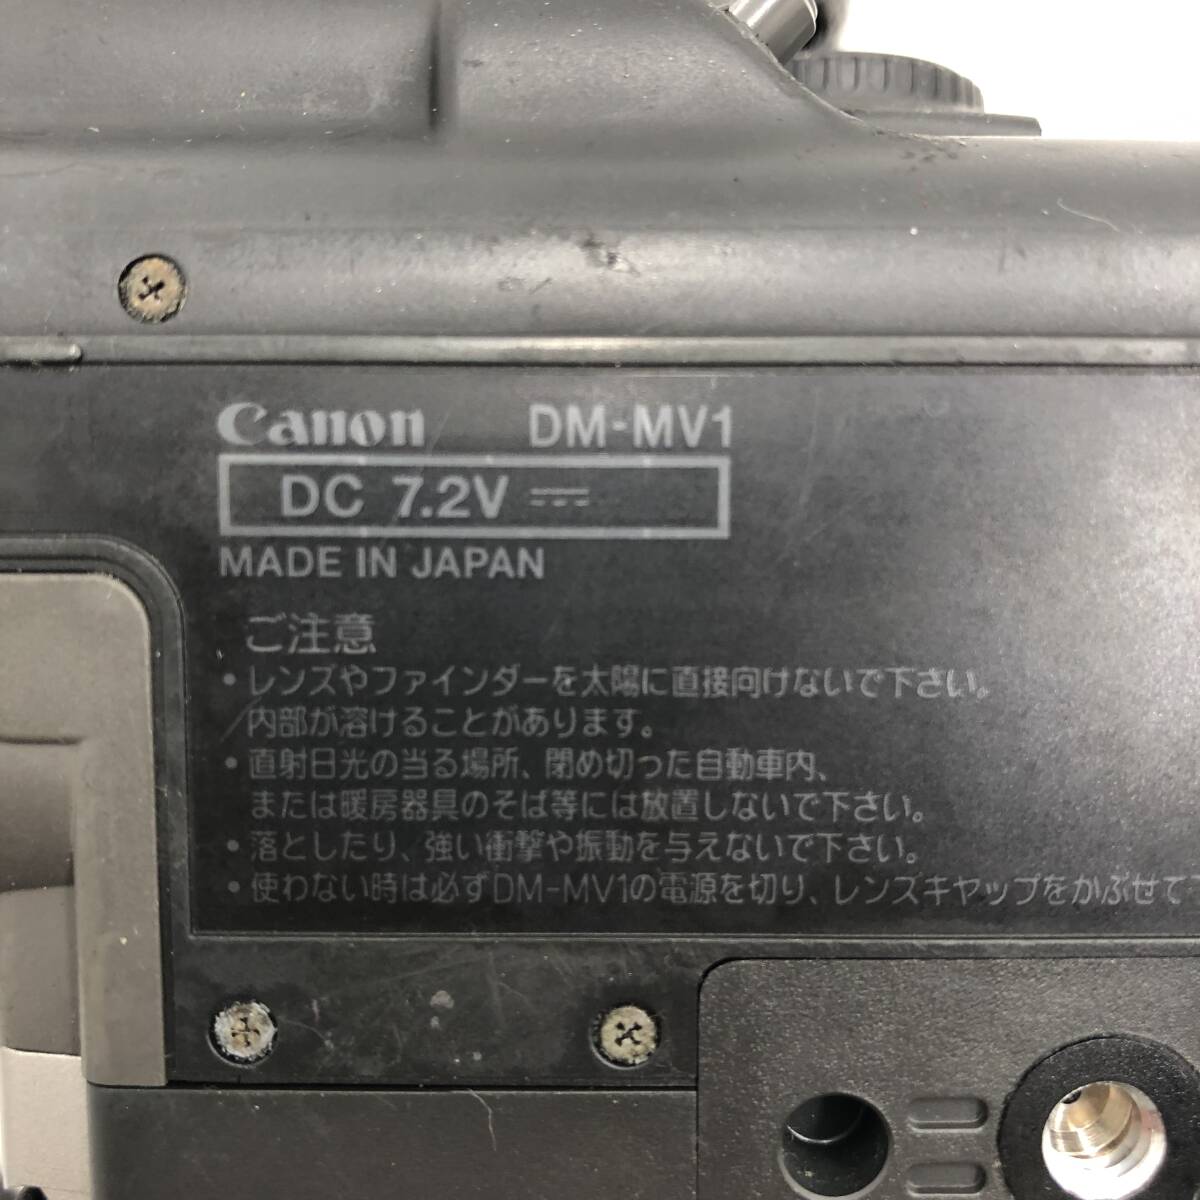 Canon DM-MV1
DC 7.2V
MADE IN JAPAN
ご注意
・レンズやファインダーを太陽に直接向けないで下さい。
内部が溶けることがあります。
・直射日光の当る場所、閉め切った自動車内、
または暖房器具のそば等には放置しないで下さい。
・落としたり、強い衝撃や振動を与えないで下さい。
・使わない時は必ずDM-MV1の電源を切り、レンズキャップをかぶせて